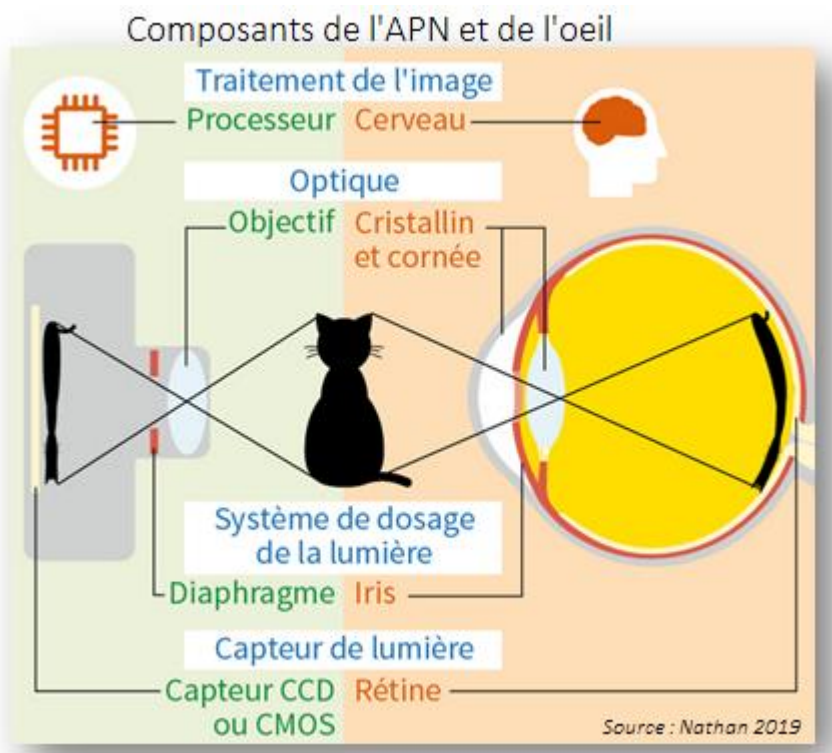 Composants de l'APN et de l'oeil
Traitement de l'image
Processeur Cerveau
Optique
Objectif Cristallin
et cornée
Système de dosage
de la lumière
Diaphragme Iris
Capteur de lumière
Capteur CCD Rétine
ou CMOS
Source : Nathan 2019